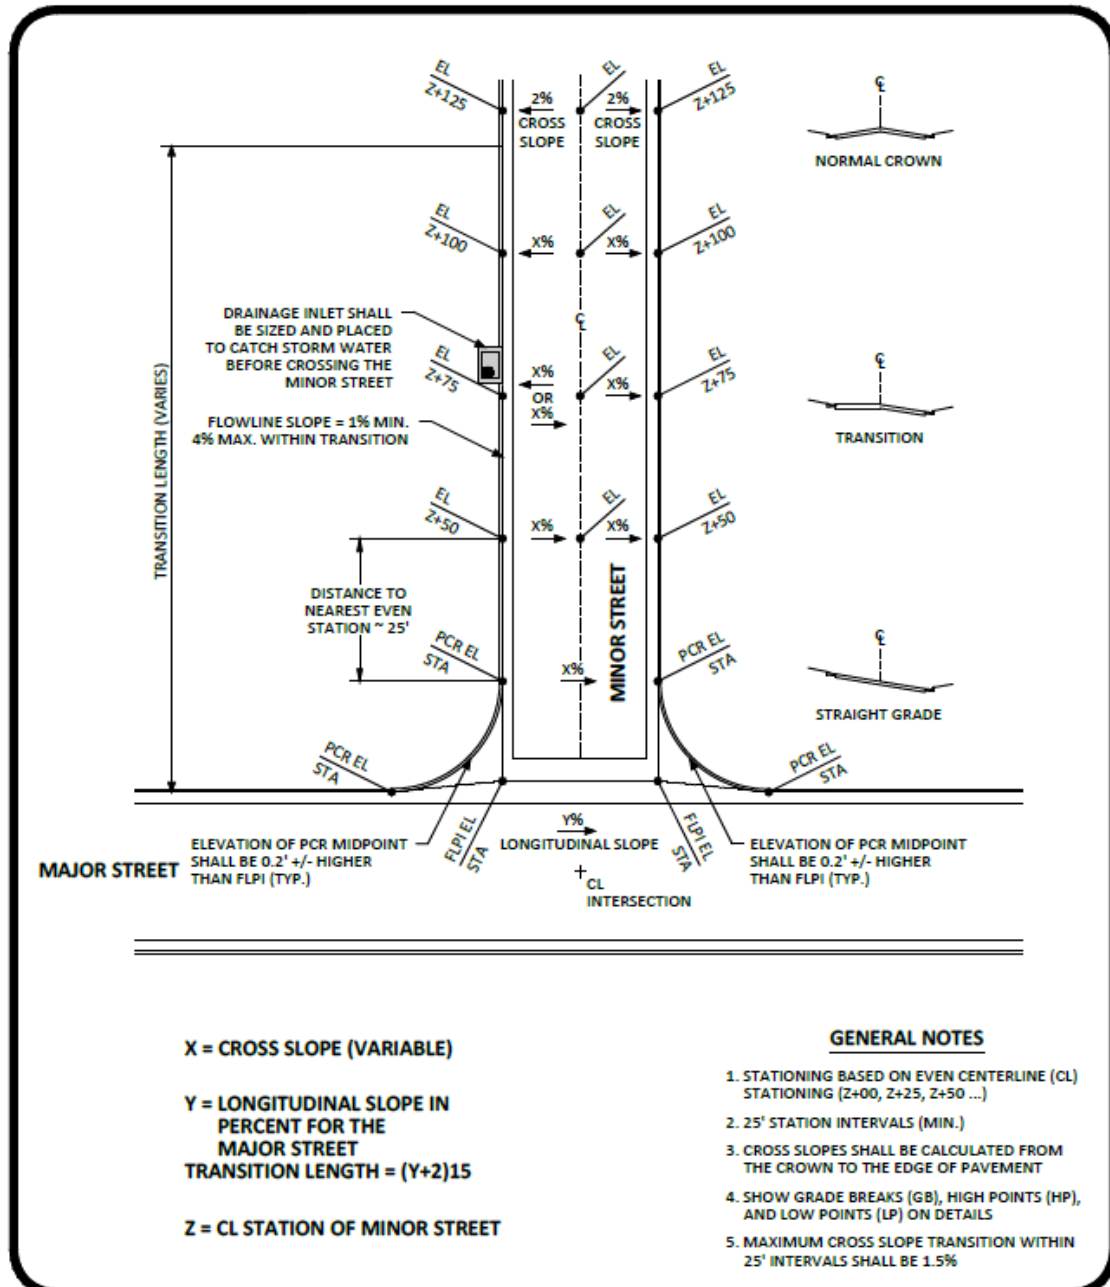 EL
Z+125
2%
CROSS
SLOPE
EL
2%
CROSS
SLOPE
EL
Z+125
℄
NORMAL CROWN
EL
Z+100
X%
EL
X%
EL
Z+100
DRAINAGE INLET SHALL
BE SIZED AND PLACED
TO CATCH STORM WATER
BEFORE CROSSING THE
MINOR STREET
℄
EL
Z+75
X%
OR
X%
EL
X%
EL
Z+75
℄
TRANSITION
FLOWLINE SLOPE = 1% MIN.
4% MAX. WITHIN TRANSITION
TRANSITION LENGTH (VARIES)
EL
Z+50
X%
EL
X%
EL
Z+50
DISTANCE TO
NEAREST EVEN
STATION ~ 25'
MINOR STREET
PCR EL
STA
X%
PCR EL
STA
℄
STRAIGHT GRADE
PCR EL
STA
PCR EL
STA
ELEVATION OF PCR MIDPOINT
SHALL BE 0.2' +/- HIGHER
THAN FLPI (TYP.)
FLPI EL
STA
Y%
LONGITUDINAL SLOPE
FLPI EL
STA
ELEVATION OF PCR MIDPOINT
SHALL BE 0.2' +/- HIGHER
THAN FLPI (TYP.)
MAJOR STREET
CL
INTERSECTION
X = CROSS SLOPE (VARIABLE)
Y = LONGITUDINAL SLOPE IN
PERCENT FOR THE
MAJOR STREET
TRANSITION LENGTH = (Y+2)15
Z = CL STATION OF MINOR STREET
GENERAL NOTES
1. STATIONING BASED ON EVEN CENTERLINE (CL)
STATIONING (Z+00, Z+25, Z+50 ...)
2. 25' STATION INTERVALS (MIN.)
3. CROSS SLOPES SHALL BE CALCULATED FROM
THE CROWN TO THE EDGE OF PAVEMENT
4. SHOW GRADE BREAKS (GB), HIGH POINTS (HP),
AND LOW POINTS (LP) ON DETAILS
5. MAXIMUM CROSS SLOPE TRANSITION WITHIN
25' INTERVALS SHALL BE 1.5%